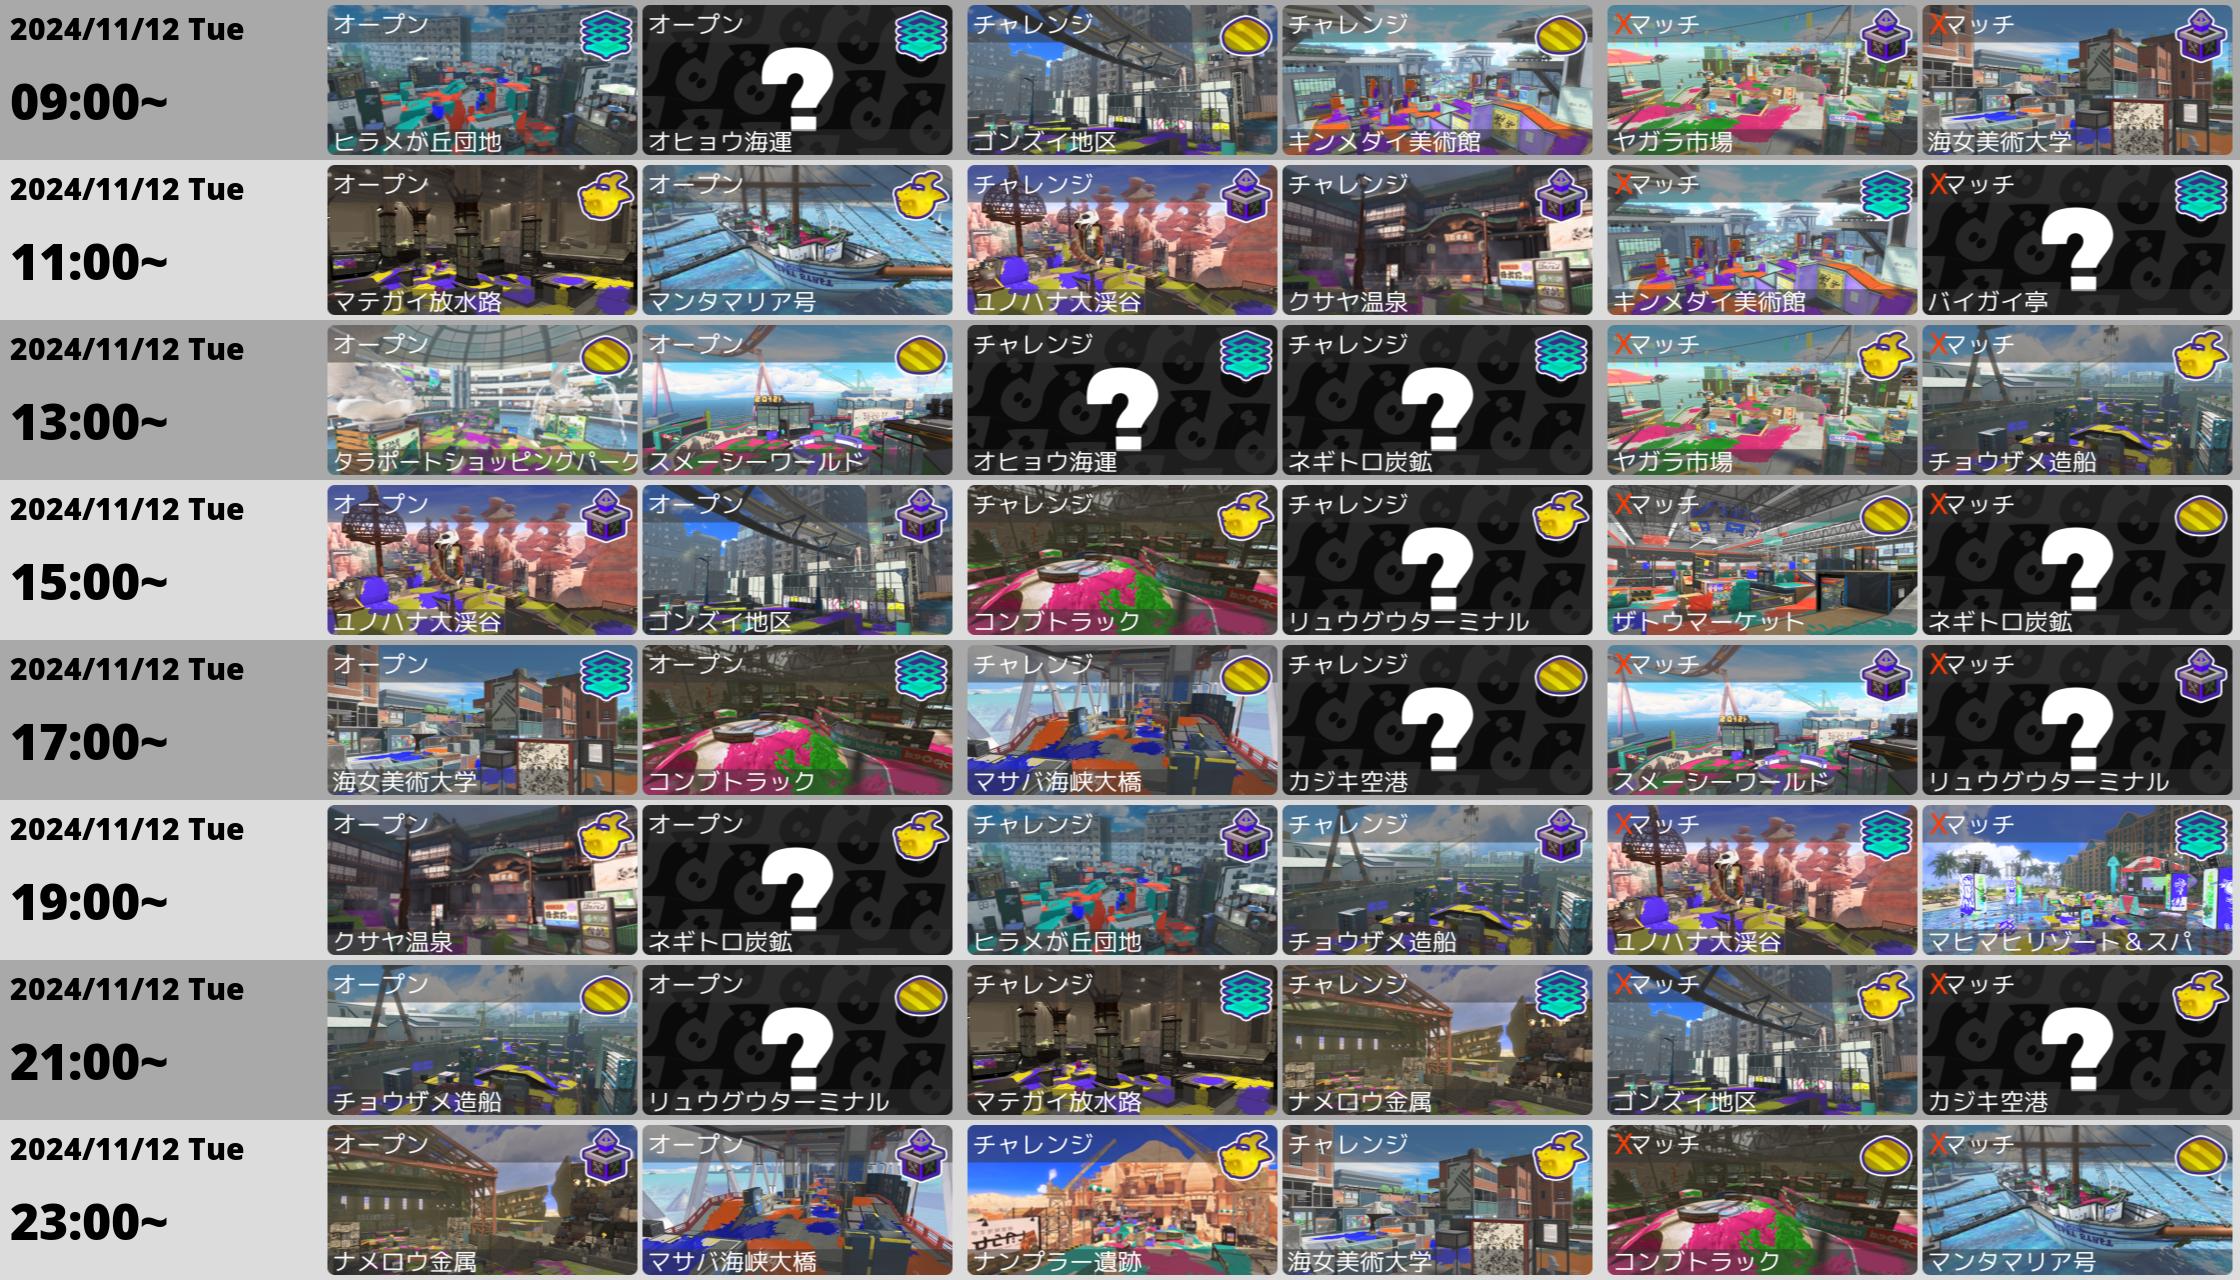 2024/11/12 Tue
09:00~
オープン
ヒラメが丘団地
オープン
?
オヒョウ海運
チャレンジ
ゴンズイ地区
チャレンジ
キンメダイ美術館
Xマッチ
ヤガラ市場
Xマッチ
海女美術大学
2024/11/12 Tue
11:00~
オープン
マテガイ放水路
オープン
マンタマリア号
チャレンジ
ユノハナ大渓谷
チャレンジ
クサヤ温泉
Xマッチ
キンメダイ美術館
Xマッチ
?
バイガイ亭
2024/11/12 Tue
13:00~
オープン
タラポートショッピングパーク
オープン
スメーシーワールド
チャレンジ
?
オヒョウ海運
チャレンジ
?
ネギトロ炭鉱
Xマッチ
ヤガラ市場
Xマッチ
チョウザメ造船
2024/11/12 Tue
15:00~
オープン
ユノハナ大渓谷
オープン
ゴンズイ地区
チャレンジ
コンブトラック
チャレンジ
?
リュウグウターミナル
Xマッチ
ザトウマーケット
Xマッチ
?
ネギトロ炭鉱
2024/11/12 Tue
17:00~
オープン
海女美術大学
オープン
コンブトラック
チャレンジ
マサバ海峡大橋
チャレンジ
?
カジキ空港
Xマッチ
スメーシーワールド
Xマッチ
?
リュウグウターミナル
2024/11/12 Tue
19:00~
オープン
クサヤ温泉
オープン
?
ネギトロ炭鉱
チャレンジ
ヒラメが丘団地
チャレンジ
チョウザメ造船
Xマッチ
ユノハナ大渓谷
Xマッチ
マヒマヒリゾート&スパ
2024/11/12 Tue
21:00~
オープン
チョウザメ造船
オープン
?
リュウグウターミナル
チャレンジ
マテガイ放水路
チャレンジ
ナメロウ金属
Xマッチ
ゴンズイ地区
Xマッチ
?
カジキ空港
2024/11/12 Tue
23:00~
オープン
ナメロウ金属
オープン
マサバ海峡大橋
チャレンジ
ナンプラー遺跡
チャレンジ
海女美術大学
Xマッチ
コンブトラック
Xマッチ
マンタマリア号